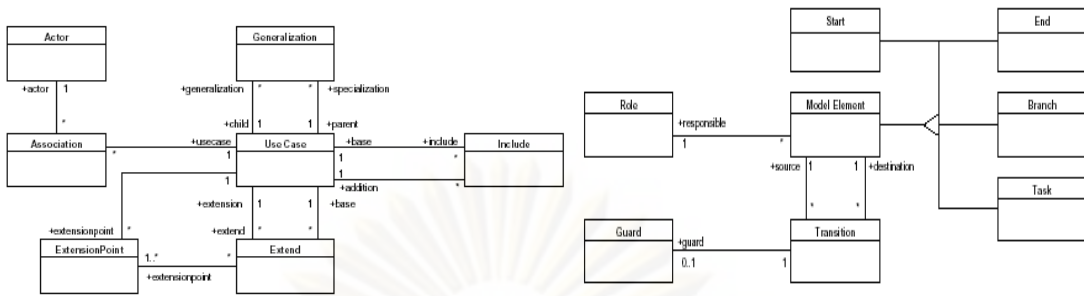 Actor
Generalization
+actor
1
*
+generalization
*
*
+specialization
+child
1
1
+parent
Association
*
+usecase
1
Use Case
+base
1
+include
*
Include
1
+addition
*
1
+extension
1
1
+base
+extensionpoint
*
+extend
*
*
ExtensionPoint
1..*
*
+extensionpoint
Extend
Start
End
Role
+responsible
1
*
Model Element
Branch
+source
1
1
+destination
Task
*
*
Guard
+guard
0..1
1
Transition